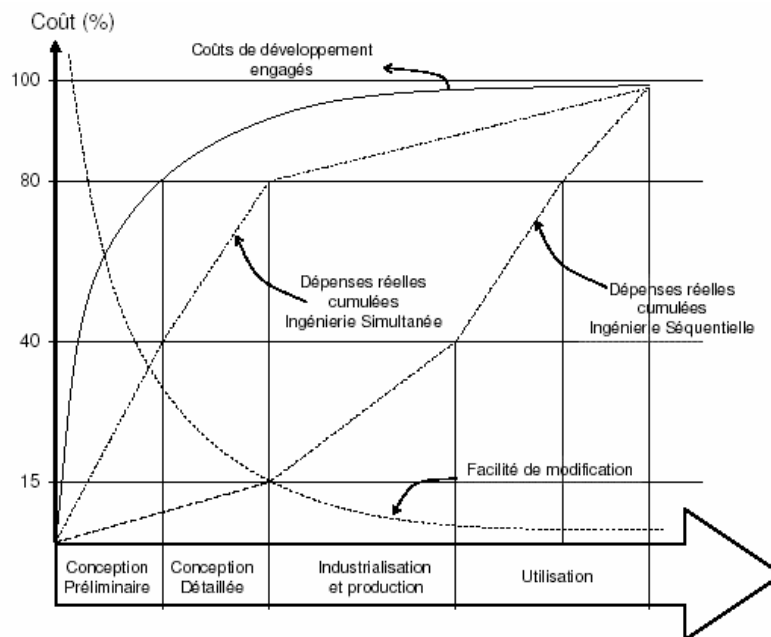 Coût (%)
Coûts de développement
engagés
100
80
Dépenses réelles
cumulées
Ingénierie Simultanée
Dépenses réelles
cumulées
Ingénierie Séquentielle
40
15
Facilité de modification
Conception
Préliminaire
Conception
Détaillée
Industrialisation
et production
Utilisation